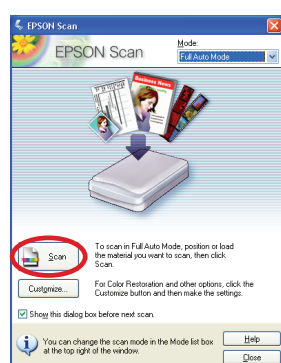 EPSON Scan
EPSON Scan
Mode:
Full Auto Mode
Business News
Scan
To scan in Full Auto Mode, position or load
the material you want to scan, then click
Scan.
Customize...
For Color Restoration and other options, click the
Customize button and then make the settings.
Show this dialog box before next scan.
You can change the scan mode in the Mode list box
at the top right of the window.
Help
Close